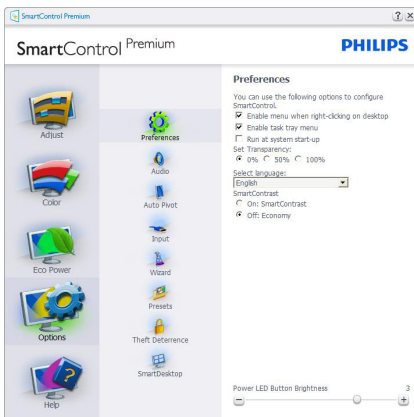 SmartControl Premium
SmartControl Premium
PHILIPS
Adjust
Color
Eco Power
Options
Help
Preferences
Audio
Auto Pivot
Input
Wizard
Presets
Theft Deterrence
SmartDesktop
Preferences
You can use the following options to configure
SmartControl.
Enable menu when right-clicking on desktop
Enable task tray menu
Run at system start-up
Set Transparency:
0% 50% 100%
Select language:
English
SmartContrast
On: SmartContrast
Off: Economy
Power LED Button Brightness 3